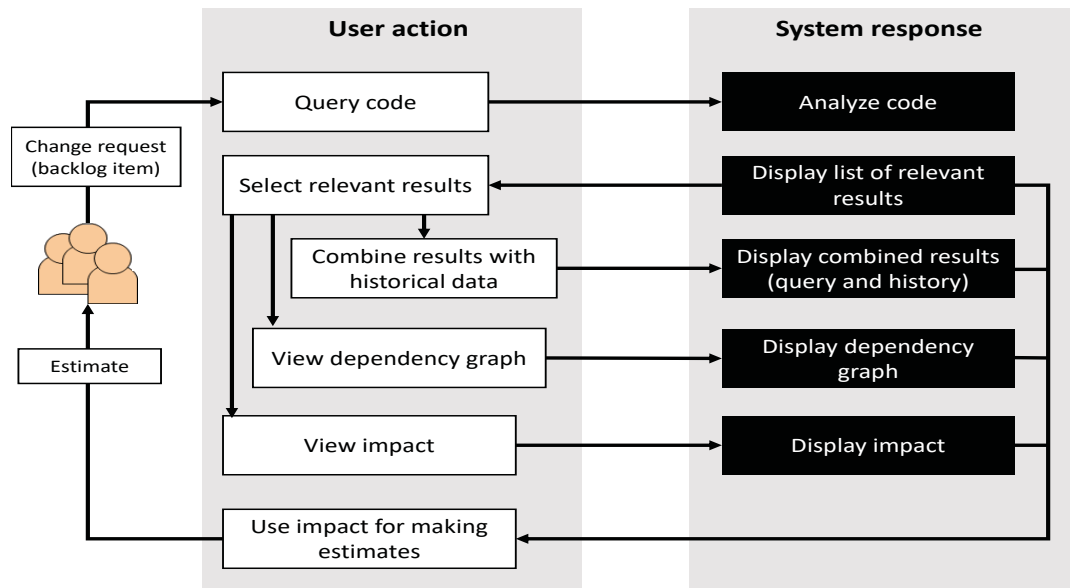 User action
System response
Query code
Analyze code
Change request
(backlog item)
Select relevant results
Display list of relevant
results
Combine results with
historical data
Display combined results
(query and history)
Estimate
View dependency graph
Display dependency
graph
View impact
Display impact
Use impact for making
estimates